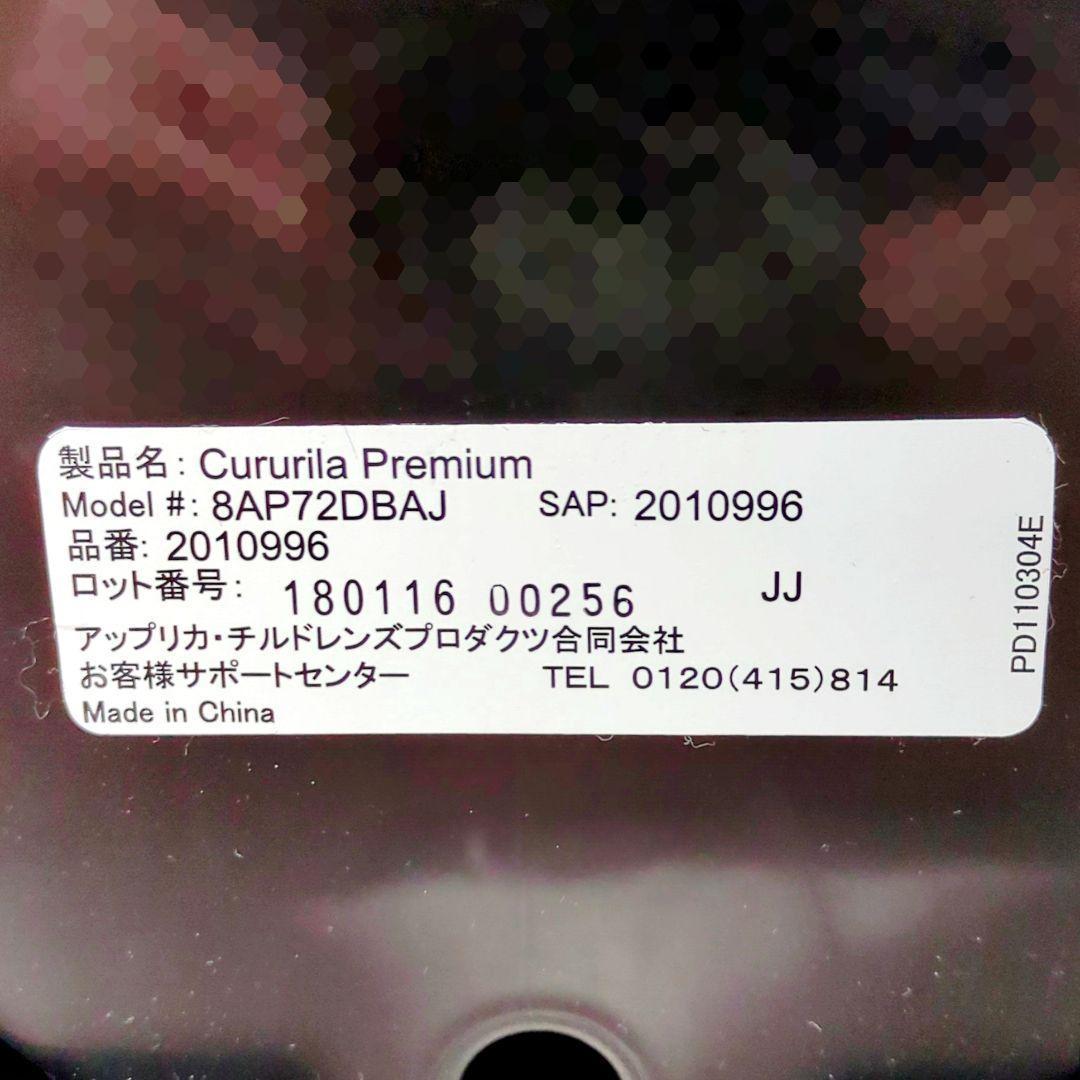 製品名: Cururila Premium
Model #: 8AP72DBAJ SAP: 2010996
品番: 2010996
ロット番号: 180116 00256 JJ
アップリカ・チルドレンズプロダクツ合同会社
お客様サポートセンター TEL 0120(415)814
Made in China
PD110304E